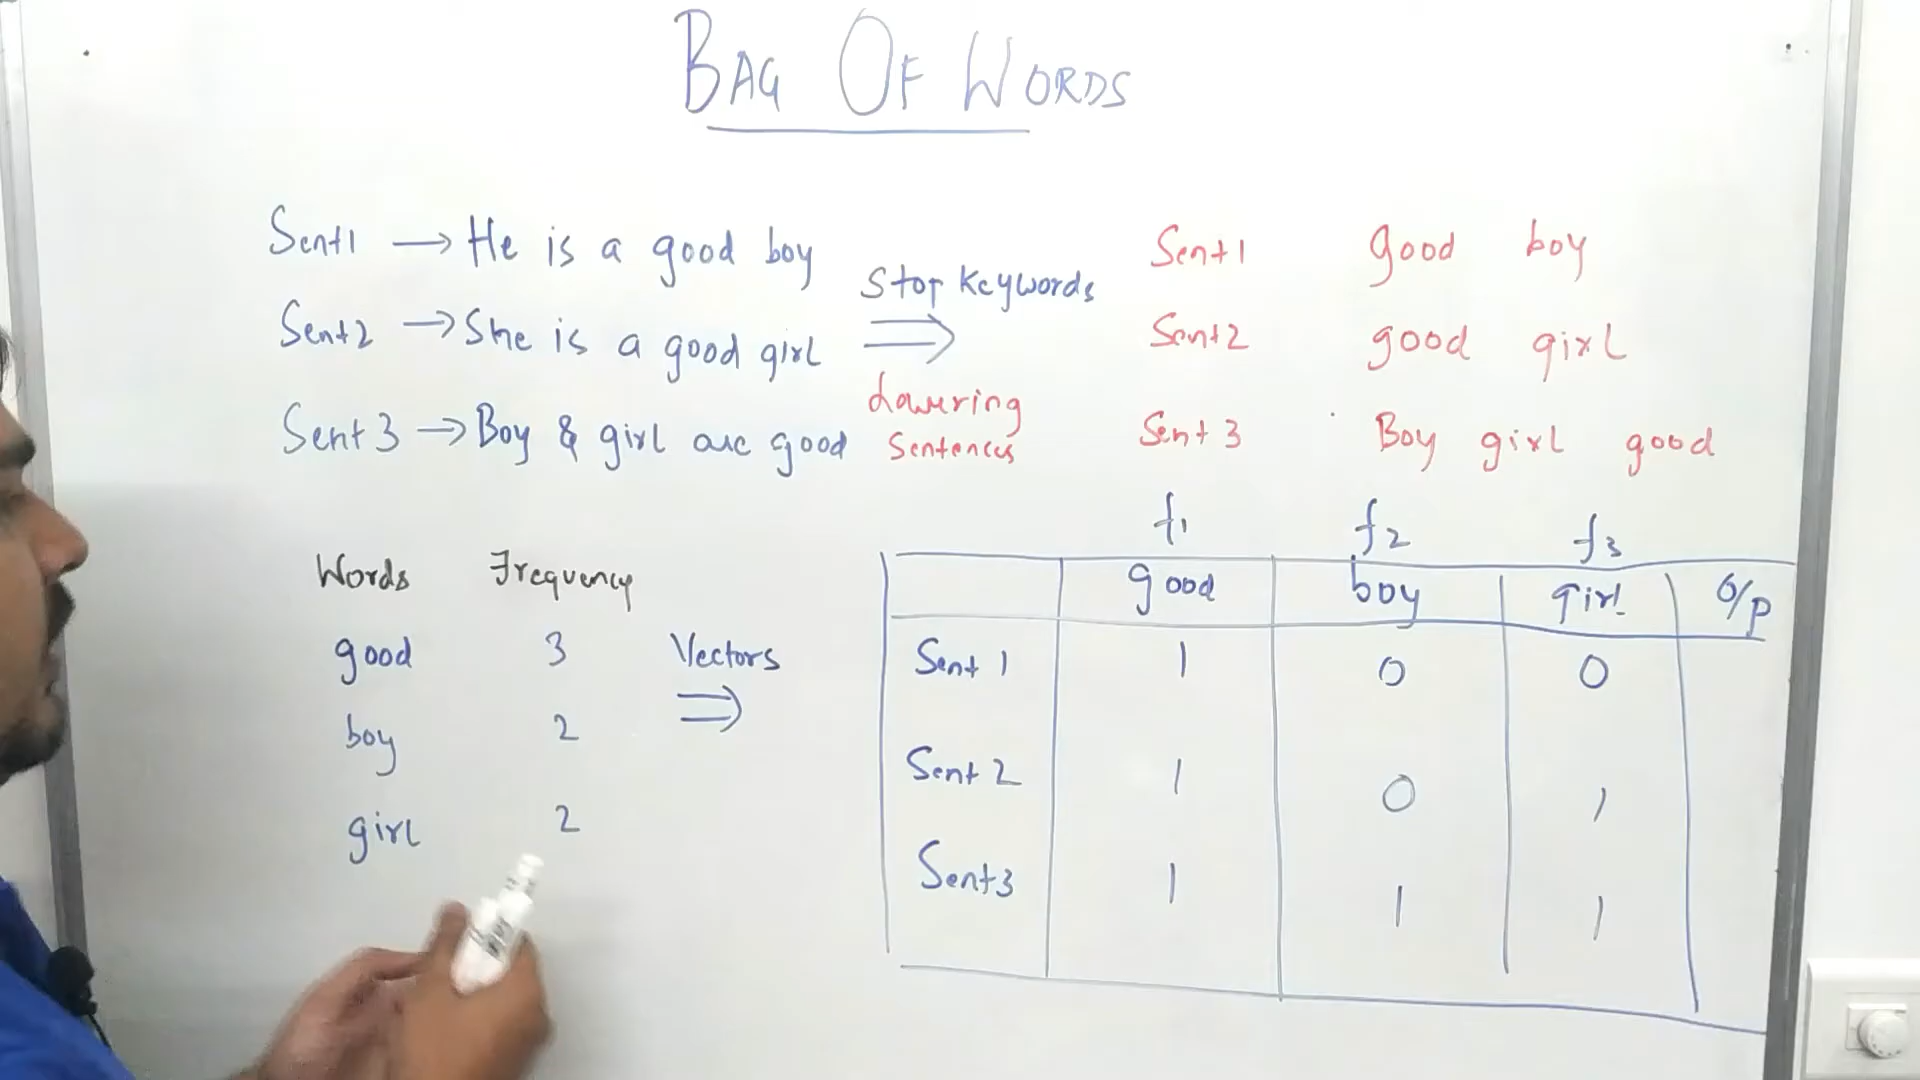 BAG OF WORDS
Sent1 → He is a good boy
Sent2 → She is a good girl
Sent3 → Boy & girl are good
Stop Keywords
⇒
Lowering
Sentences
Sent1 good boy
Sent2 good girl
Sent3 Boy girl good
Words Frequency
good 3
boy 2
girl 2
Vectors
⇒
f1 f2 f3
good boy girl O/p
Sent 1 1 0 0
Sent 2 1 0 1
Sent3 1 1 1